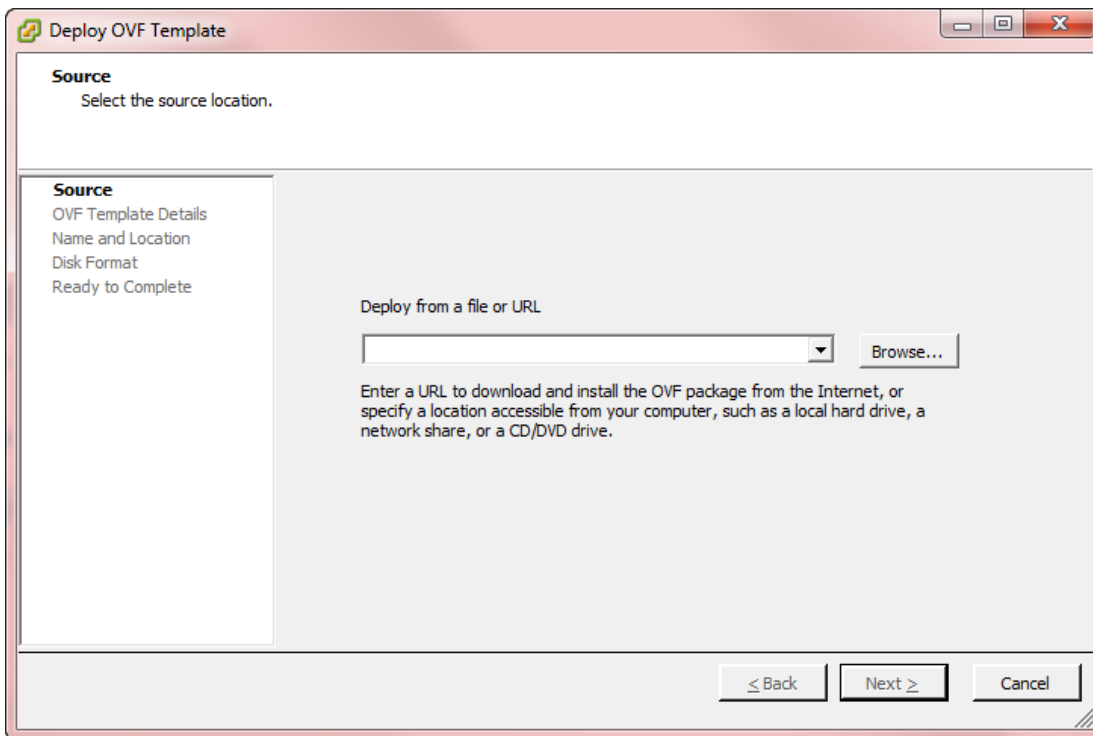 Deploy OVF Template
Source
Select the source location.
Source
OVF Template Details
Name and Location
Disk Format
Ready to Complete
Deploy from a file or URL
Browse...
Enter a URL to download and install the OVF package from the Internet, or
specify a location accessible from your computer, such as a local hard drive, a
network share, or a CD/DVD drive.
< Back
Next >
Cancel